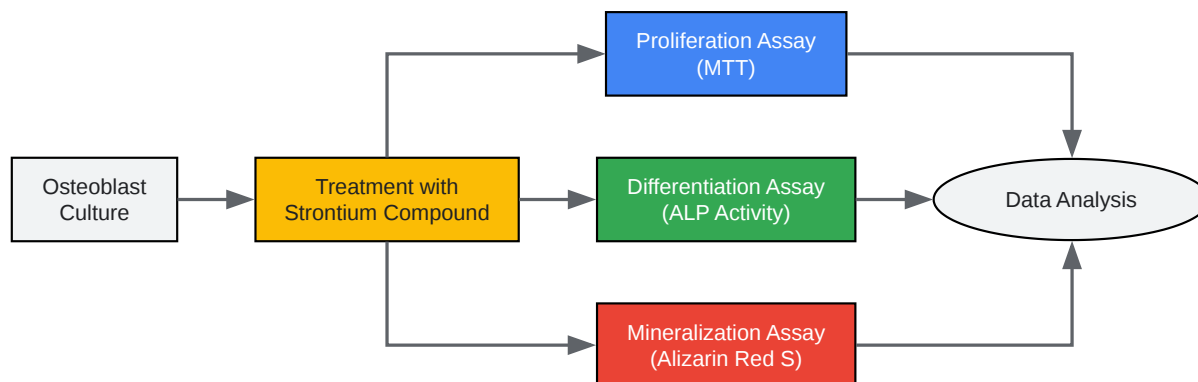 Proliferation Assay
(MTT)
Osteoblast
Culture
Treatment with
Strontium Compound
Differentiation Assay
(ALP Activity)
Data Analysis
Mineralization Assay
(Alizarin Red S)